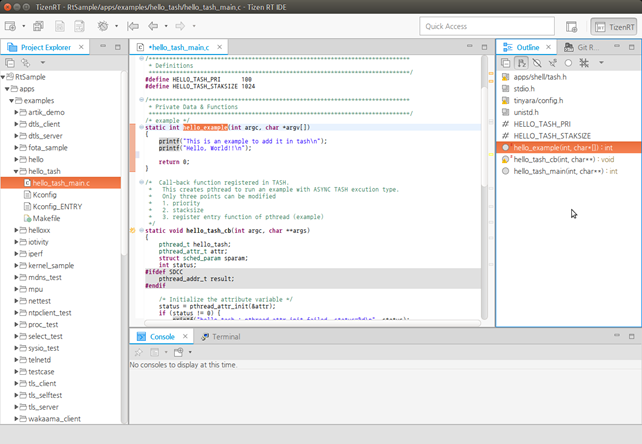 TizenRT - RtSample/apps/examples/hello_tash/hello_tash_main.c - Tizen RT IDE
Quick Access
TizenRT
Project Explorer
RtSample
apps
examples
artik_demo
dtls_client
dtls_server
fota_sample
hello
hello_tash
hello_tash_main.c
Kconfig
Kconfig_ENTRY
Makefile
helloxx
iotivity
iperf
kernel_sample
mdns_test
mpu
nettest
ntpclient_test
proc_test
select_test
sysio_test
telnetd
testcase
tls_client
tls_selftest
tls_server
wakaama_client
*hello_tash_main.c
* Definitions
#define HELLO_TASH_PRI 100
#define HELLO_TASH_STAKSIZE 1024
* Private Data & Functions
/* example */
static int hello_example(int argc, char *argv[])
{
printf("This is an example to add it in tash\n");
printf("Hello, World!!\n");
return 0;
}
/* Call-back function registered in TASH.
* This creates pthread to run an example with ASYNC TASH excution type.
* Only three points can be modified
* 1. priority
* 2. stacksize
* 3. register entry function of pthread (example)
*/
static void hello_tash_cb(int argc, char **args)
{
pthread_t hello_tash;
pthread_attr_t attr;
struct sched_param sparam;
int status;
#ifdef SDCC
pthread_addr_t result;
#endif
/* Initialize the attribute variable */
status = pthread_attr_init(&attr);
if (status != 0) {
Outline
Git R...
apps/shell/tash.h
stdio.h
tinyara/config.h
unistd.h
# HELLO_TASH_PRI
# HELLO_TASH_STAKSIZE
hello_example(int, char*[]) : int
hello_tash_cb(int, char**) : void
hello_tash_main(int, char**) : int
Console
Terminal
No consoles to display at this time.